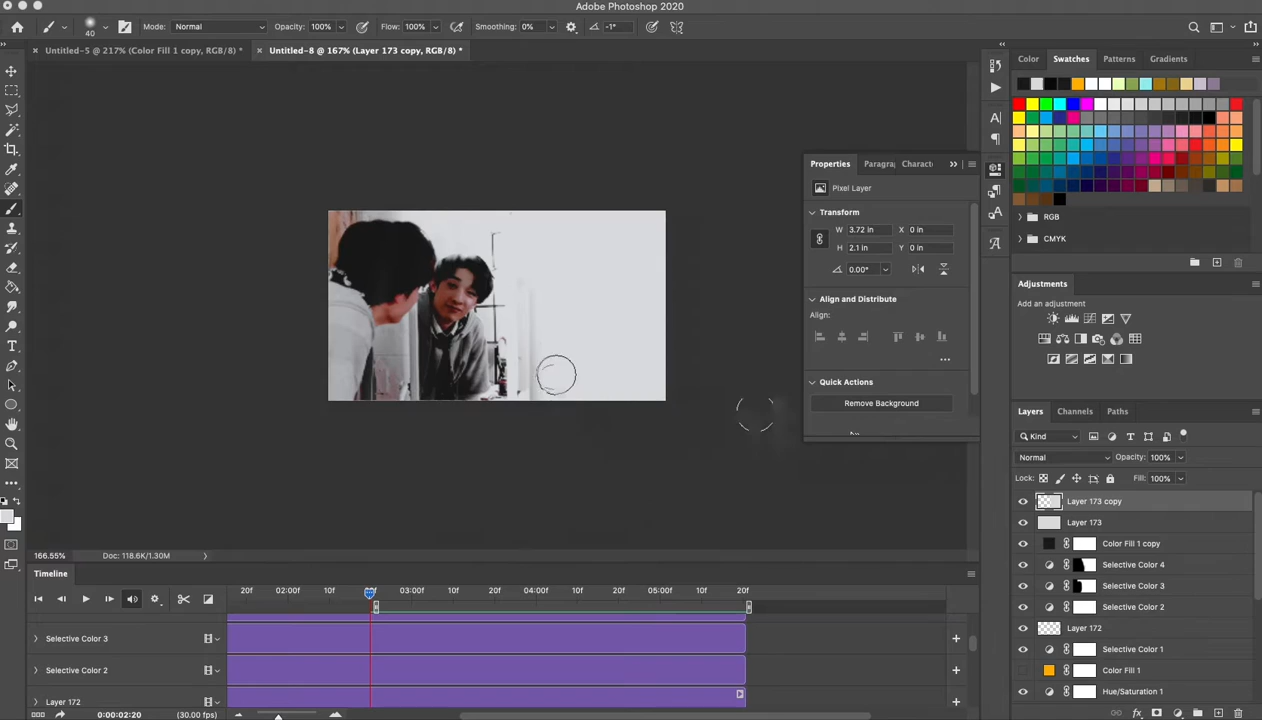 Adobe Photoshop 2020
40
Mode: Normal
Opacity: 100%
Flow: 100%
Smoothing: 0%
-1°
Untitled-5 @ 217% (Color Fill 1 copy, RGB/8) *
Untitled-8 @ 167% (Layer 173 copy, RGB/8) *
Color
Swatches
Patterns
Gradients
RGB
CMYK
Properties
Paragra
Charact
Pixel Layer
Transform
W 3.72 in
X 0 in
H 2.1 in
Y 0 in
0.00°
Align and Distribute
Align:
Quick Actions
Remove Background
Adjustments
Add an adjustment
Layers
Channels
Paths
Kind
Normal
Opacity: 100%
Lock:
Fill: 100%
Layer 173 copy
Layer 173
Color Fill 1 copy
Selective Color 4
Selective Color 3
Selective Color 2
Layer 172
Selective Color 1
Color Fill 1
Hue/Saturation 1
166.55%
Doc: 118.6K/1.30M
Timeline
20f
02:00f
10f
03:00f
10f
20f
04:00f
10f
20f
05:00f
10f
20f
Selective Color 3
Selective Color 2
Layer 172
0:00:02:20
(30.00 fps)